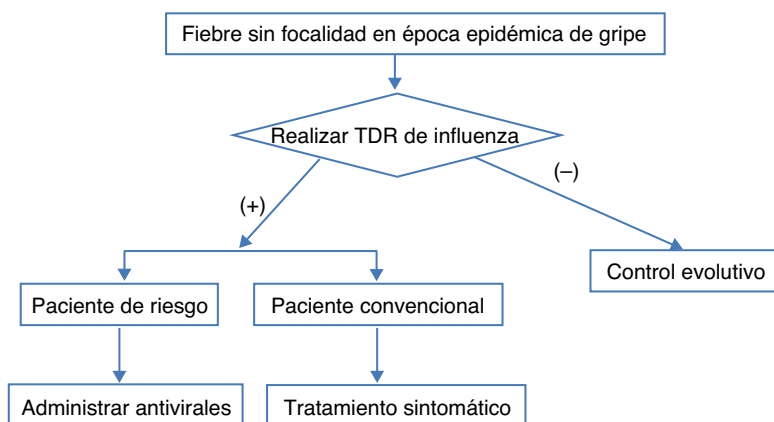 Fiebre sin focalidad en época epidémica de gripe
Realizar TDR de influenza
(+)
(–)
Control evolutivo
Paciente de riesgo
Paciente convencional
Administrar antivirales
Tratamiento sintomático